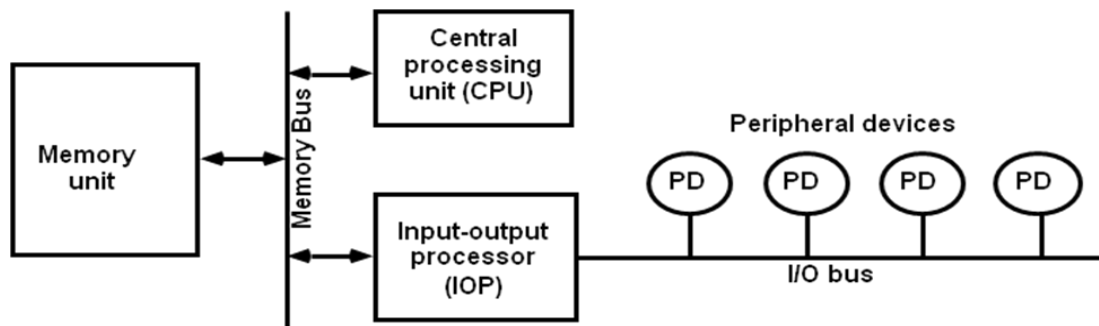 Memory
unit
Memory Bus
Central
processing
unit (CPU)
Input-output
processor
(IOP)
Peripheral devices
PD
PD
PD
PD
I/O bus